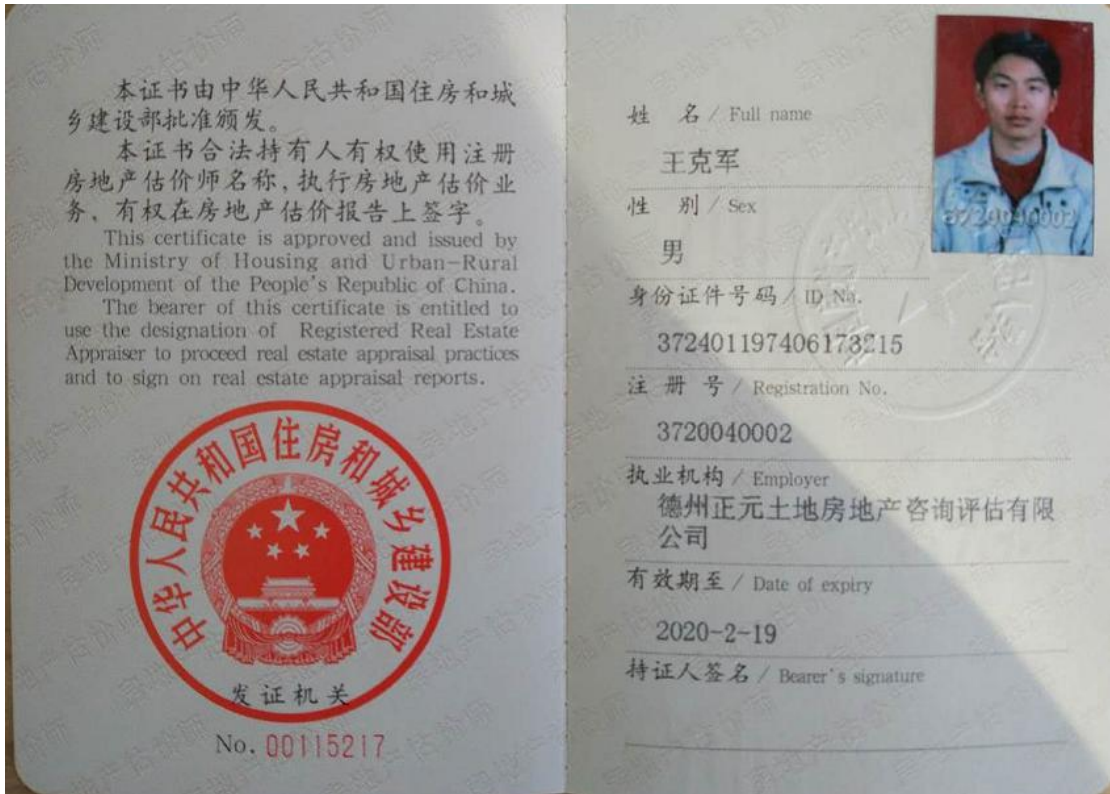 本证书由中华人民共和国住房和城
乡建设部批准颁发。
本证书合法持有人有权使用注册
房地产估价师名称，执行房地产估价业
务、有权在房地产估价报告上签字。
This certificate is approved and issued by
the Ministry of Housing and Urban-Rural
Development of the People's Republic of China.
The bearer of this certificate is entitled to
use the designation of Registered Real Estate
Appraiser to proceed real estate appraisal practices
and to sign on real estate appraisal reports.
中华人民共和国住房和城乡建设部
发证机关
No. 00115217
姓 名 / Full name
王克军
性 别 / Sex
男
身份证件号码 / ID No.
372401197406173215
注 册 号 / Registration No.
3720040002
执业机构 / Employer
德州正元土地房地产咨询评估有限
公司
有效期至 / Date of expiry
2020-2-19
持证人签名 / Bearer's signature
3720040002